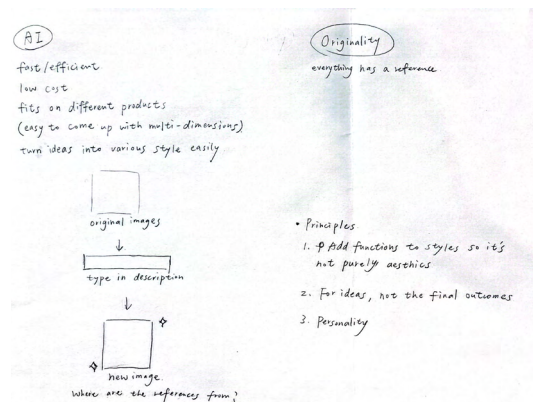 AI
fast/efficient
low cost
fits on different products
(easy to come up with multi-dimensions)
turn ideas into various style easily
original images
type in description
new image.
Where are the references from?
Originality
everything has a reference
• Principles
1. Add functions to styles so it's
not purely aesthics
2. For ideas, not the final outcomes
3. Personality